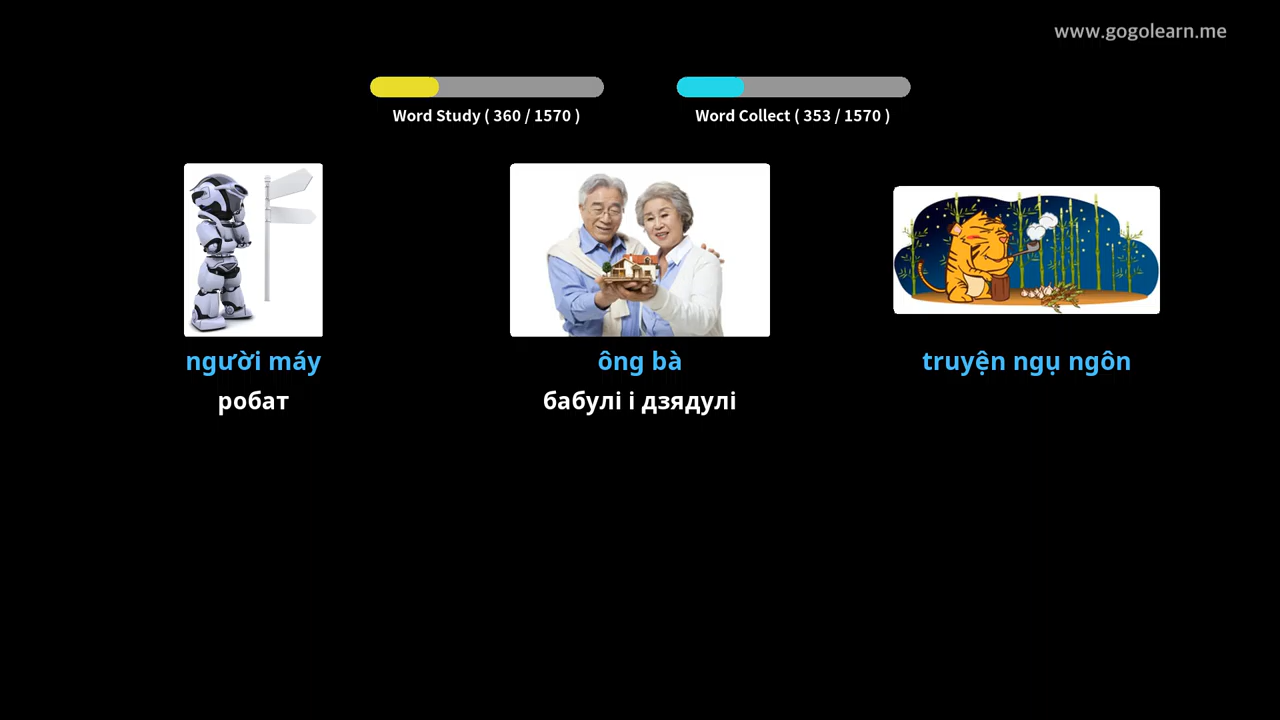 www.gogolearn.me
Word Study ( 360 / 1570 )
Word Collect ( 353 / 1570 )
người máy
ông bà
truyện ngụ ngôn
робат
бабулі і дзядулі